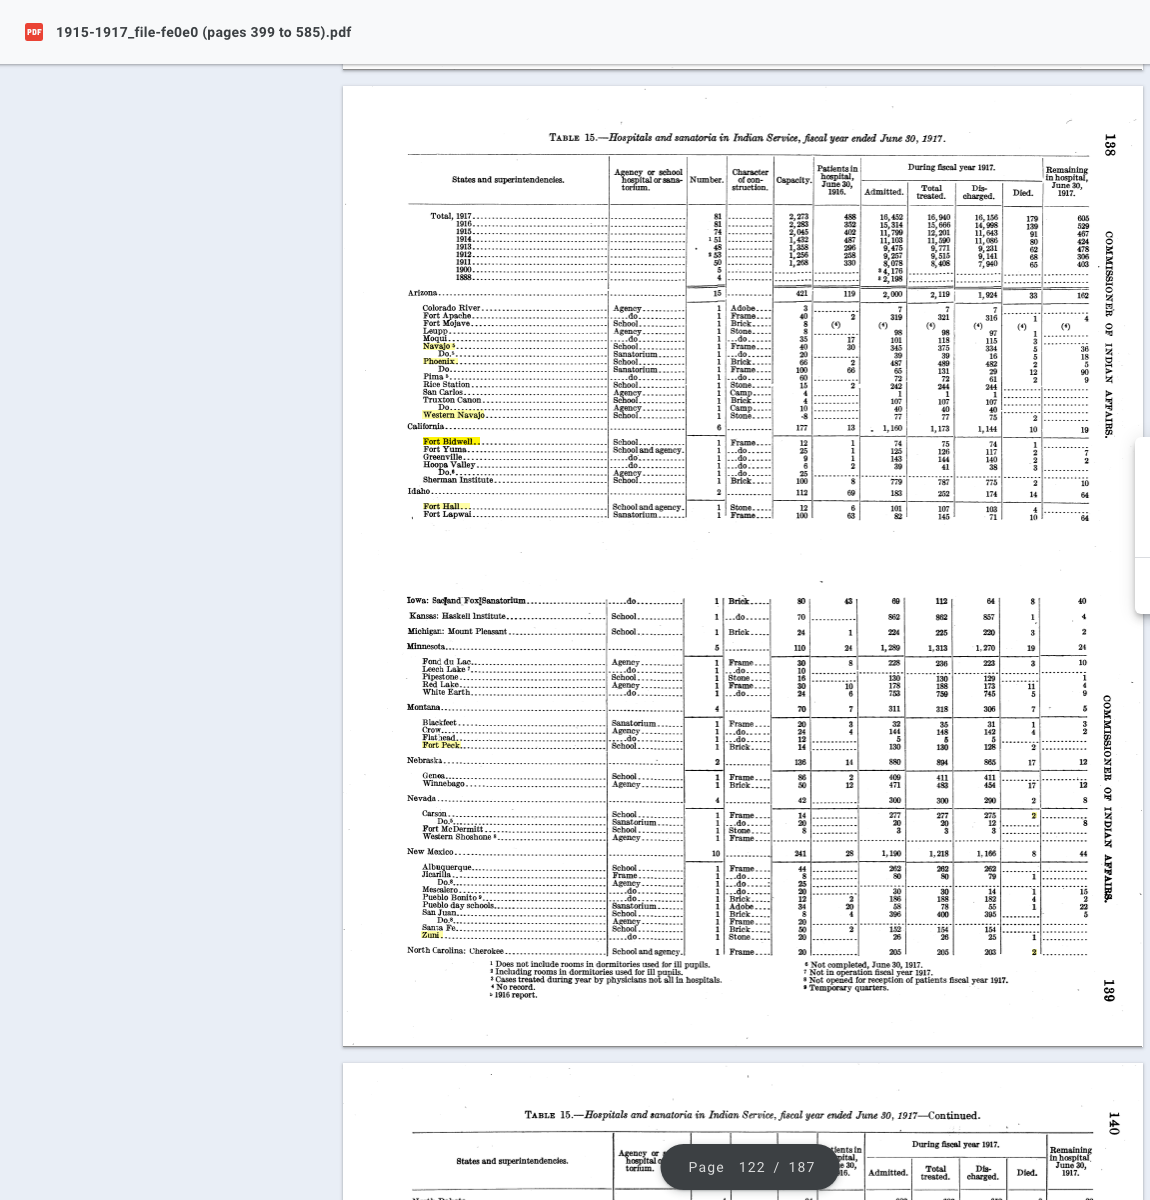 PDF 1915-1917_file-fe0e0 (pages 399 to 585).pdf
138
TABLE 15.—Hospitals and sanatoria in Indian Service, fiscal year ended June 30, 1917.
States and superintendencies. Agency or school hospital or sanatorium. Number. Character of construction. Capacity. Patients in hospital, June 30, 1916. During fiscal year 1917. Remaining in hospital, June 30, 1917.
Admitted. Total treated. Discharged. Died.
Total, 1917 81 2,273 488 16,452 16,940 16,156 179 605
1916 81 2,283 352 15,314 15,666 14,998 139 529
1915 74 2,045 402 11,799 12,201 11,643 91 467
1914 ¹ 51 1,432 487 11,103 11,590 11,086 80 424
1913 48 1,358 296 9,475 9,771 9,231 62 478
1912 ² 53 1,256 258 9,257 9,515 9,141 68 306
1911 50 1,268 330 8,078 8,408 7,940 65 403
1900 5 ³ 4,176
1888 4 ³ 2,198
Arizona 15 421 119 2,000 2,119 1,924 33 162
Colorado River Agency 1 Adobe 3 7 7 7
Fort Apache do 1 Frame 40 2 319 321 316 1 4
Fort Mojave School 1 Brick 8 (⁴) (⁴) (⁴) (⁴) (⁴) (⁴)
Leupp Agency 1 Stone 8 98 98 97 1
Moqui do 1 do 35 17 101 118 115 3
Navajo ⁵ School 1 Frame 40 30 345 375 334 5 36
Do.⁵ Sanatorium 1 do 20 39 39 16 5 18
Phoenix School 1 Brick 66 2 487 489 482 2 5
Do Sanatorium 1 Frame 100 66 65 131 29 12 90
Pima ⁵ do 1 do 60 72 72 61 2 9
Rice Station School 1 Stone 15 2 242 244 244
San Carlos Agency 1 Camp 4 1 1 1
Truxton Canon School 1 Brick 4 107 107 107
Do Agency 1 Camp 10 40 40 40
Western Navajo School 1 Stone 8 77 77 75 2
California 6 177 13 1,160 1,173 1,144 10 19
Fort Bidwell School 1 Frame 12 1 74 75 74 1
Fort Yuma School and agency 1 do 25 1 125 126 117 2 7
Greenville do 1 do 9 1 143 144 140 2 2
Hoopa Valley do 1 do 6 2 39 41 38 3
Do.⁶ Agency 1 do 25
Sherman Institute School 1 Brick 100 8 779 787 775 2 10
Idaho 2 112 69 183 252 174 14 64
Fort Hall School and agency 1 Stone 12 6 101 107 103 4
Fort Lapwai Sanatorium 1 Frame 100 63 82 145 71 10 64
COMMISSIONER OF INDIAN AFFAIRS.
Iowa: Sac and Fox Sanatorium do 1 Brick 80 43 69 112 64 8 40
Kansas: Haskell Institute School 1 do 70 862 862 857 1 4
Michigan: Mount Pleasant School 1 Brick 24 1 224 225 220 3 2
Minnesota 5 110 24 1,289 1,313 1,270 19 24
Fond du Lac Agency 1 Frame 30 8 228 236 223 3 10
Leech Lake ⁷ do 1 do 10
Pipestone School 1 Stone 16 130 130 129 1
Red Lake Agency 1 Frame 30 10 178 188 173 11 4
White Earth do 1 do 24 6 753 759 745 5 9
Montana 4 70 7 311 318 306 7 5
Blackfeet Sanatorium 1 Frame 20 3 32 35 31 1 3
Crow Agency 1 do 24 4 144 148 142 4 2
Flathead do 1 do 12 5 5 5
Fort Peck School 1 Brick 14 130 130 128 2
Nebraska 2 136 14 880 894 865 17 12
Genoa School 1 Frame 86 2 409 411 411
Winnebago Agency 1 Brick 50 12 471 483 454 17 12
Nevada 4 42 300 300 290 2 8
Carson School 1 Frame 14 277 277 275 2
Do.⁹ Sanatorium 1 do 20 20 20 12 8
Fort McDermitt School 1 Stone 8 3 3 3
Western Shoshone ⁸ Agency 1 Frame
New Mexico 10 241 28 1,190 1,218 1,166 8 44
Albuquerque School 1 Frame 44 262 262 262
Jicarilla Frame 1 do 8 80 80 79 1
Do.⁸ Agency 1 do 25
Mescalero do 1 do 20 30 30 14 1 15
Pueblo Bonito ⁹ do 1 Brick 12 2 186 188 182 4 2
Pueblo day schools Sanatorium 1 Adobe 34 20 58 78 55 1 22
San Juan School 1 Brick 8 4 396 400 395 5
Do.⁸ Agency 1 Frame 20
Santa Fe School 1 Brick 50 2 152 154 154
Zuni do 1 Stone 20 26 26 25 1
North Carolina: Cherokee School and agency 1 Frame 20 205 205 203 2
¹ Does not include rooms in dormitories used for ill pupils.
² Including rooms in dormitories used for ill pupils.
³ Cases treated during year by physicians not all in hospitals.
⁴ No record.
⁵ 1916 report.
⁶ Not completed, June 30, 1917.
⁷ Not in operation fiscal year 1917.
⁸ Not opened for reception of patients fiscal year 1917.
⁹ Temporary quarters.
COMMISSIONER OF INDIAN AFFAIRS.
139
140
TABLE 15.—Hospitals and sanatoria in Indian Service, fiscal year ended June 30, 1917—Continued.
States and superintendencies. Agency or hospital torium. During fiscal year 1917. Remaining in hospital, June 30, 1917.
Admitted. Total treated. Discharged. Died.
Page 122 / 187